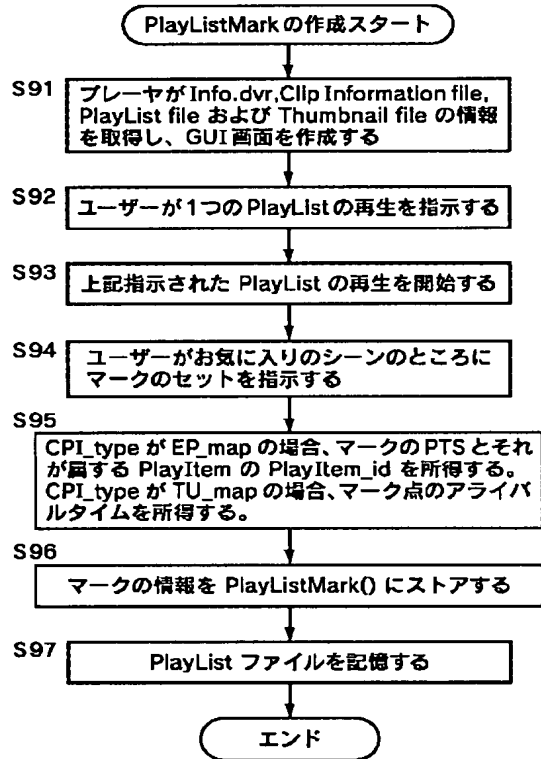 PlayListMarkの作成スタート
S91
プレーヤがInfo.dvr,Clip Information file,
PlayList file および Thumbnail file の情報
を取得し、GUI画面を作成する
S92
ユーザーが1つのPlayListの再生を指示する
S93
上記指示された PlayList の再生を開始する
S94
ユーザーがお気に入りのシーンのところに
マークのセットを指示する
S95
CPI_type が EP_map の場合、マークのPTSとそれ
が属する PlayItem の PlayItem_id を所得する。
CPI_type が TU_map の場合、マーク点のアライバ
ルタイムを所得する。
S96
マークの情報を PlayListMark() にストアする
S97
PlayList ファイルを記憶する
エンド